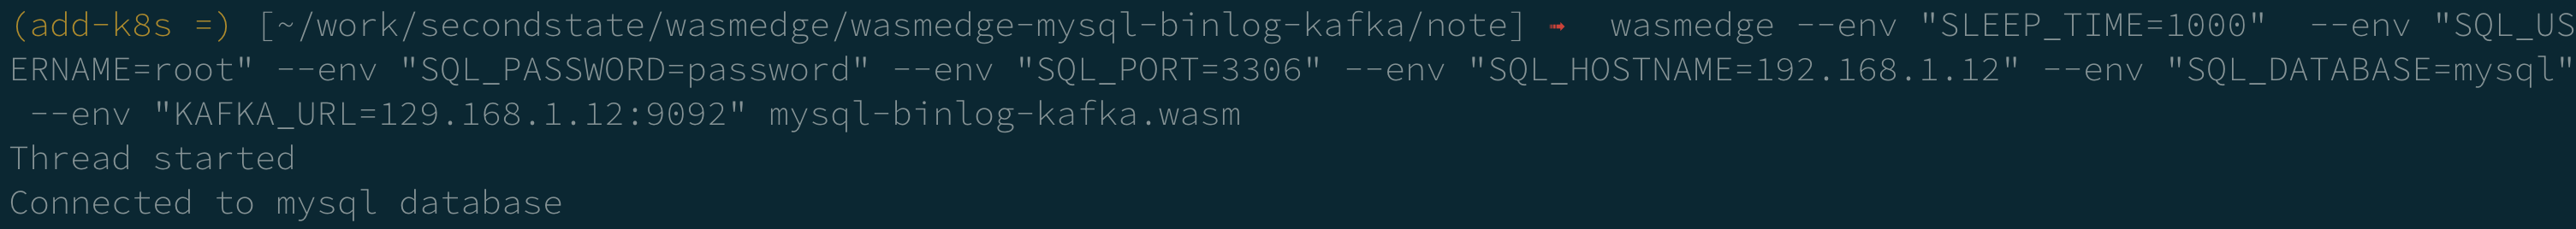 (add-k8s =) [~/work/secondstate/wasmedge/wasmedge-mysql-binlog-kafka/note] ➟ wasmedge --env "SLEEP_TIME=1000"  --env "SQL_US
ERNAME=root" --env "SQL_PASSWORD=password" --env "SQL_PORT=3306" --env "SQL_HOSTNAME=192.168.1.12" --env "SQL_DATABASE=mysql"
 --env "KAFKA_URL=129.168.1.12:9092" mysql-binlog-kafka.wasm
Thread started
Connected to mysql database